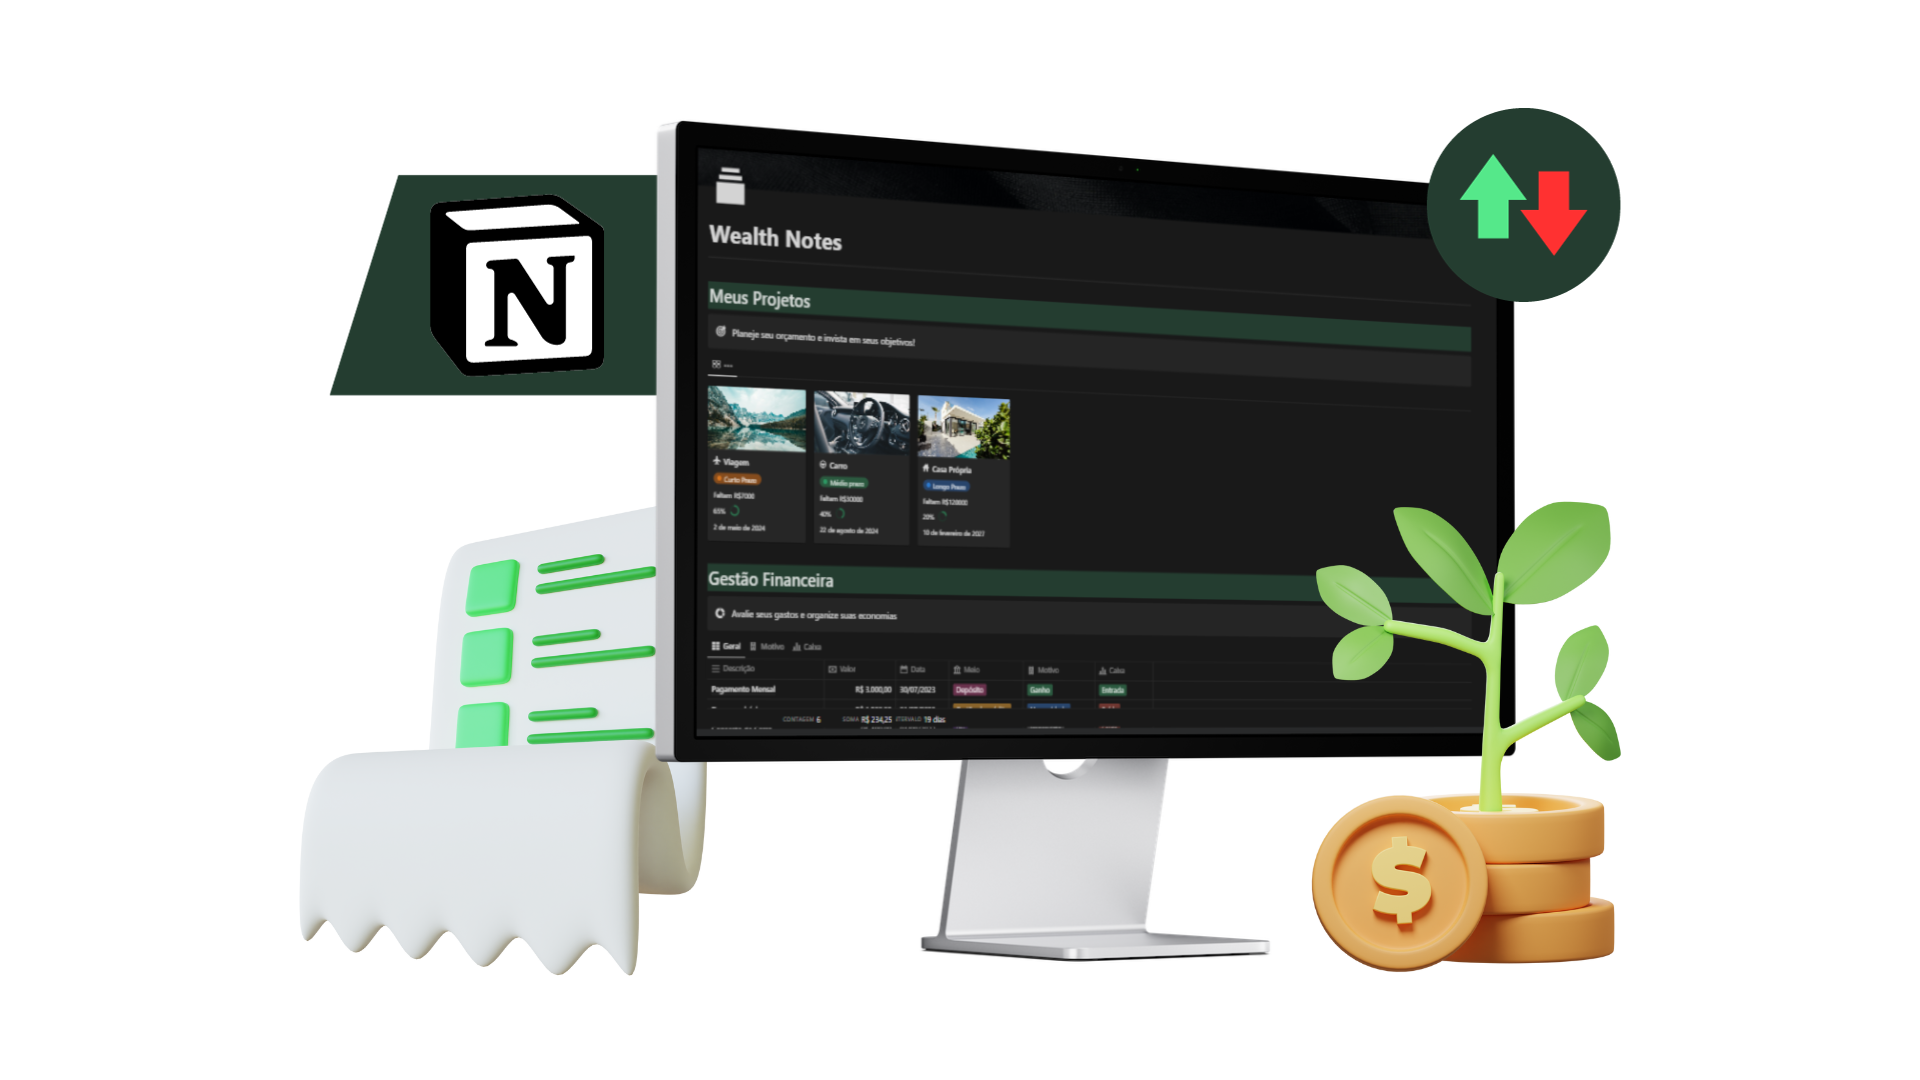 N
Wealth Notes
Meus Projetos
Planeje seu orçamento e invista em seus objetivos!
Viagem
Curto Prazo
Faltam R$7000
65%
2 de maio de 2024
Carro
Médio prazo
Faltam R$30000
40%
22 de agosto de 2024
Casa Própria
Longo Prazo
Faltam R$120000
20%
10 de fevereiro de 2027
Gestão Financeira
Avalie seus gastos e organize suas economias
Geral Motivo Caixa
Descrição Valor Data Meio Motivo Caixa
Pagamento Mensal R$ 3.000,00 30/07/2023 Depósito Ganho Entrada
CONTAGEM 6 SOMA R$ 234,25 INTERVALO 19 dias
$